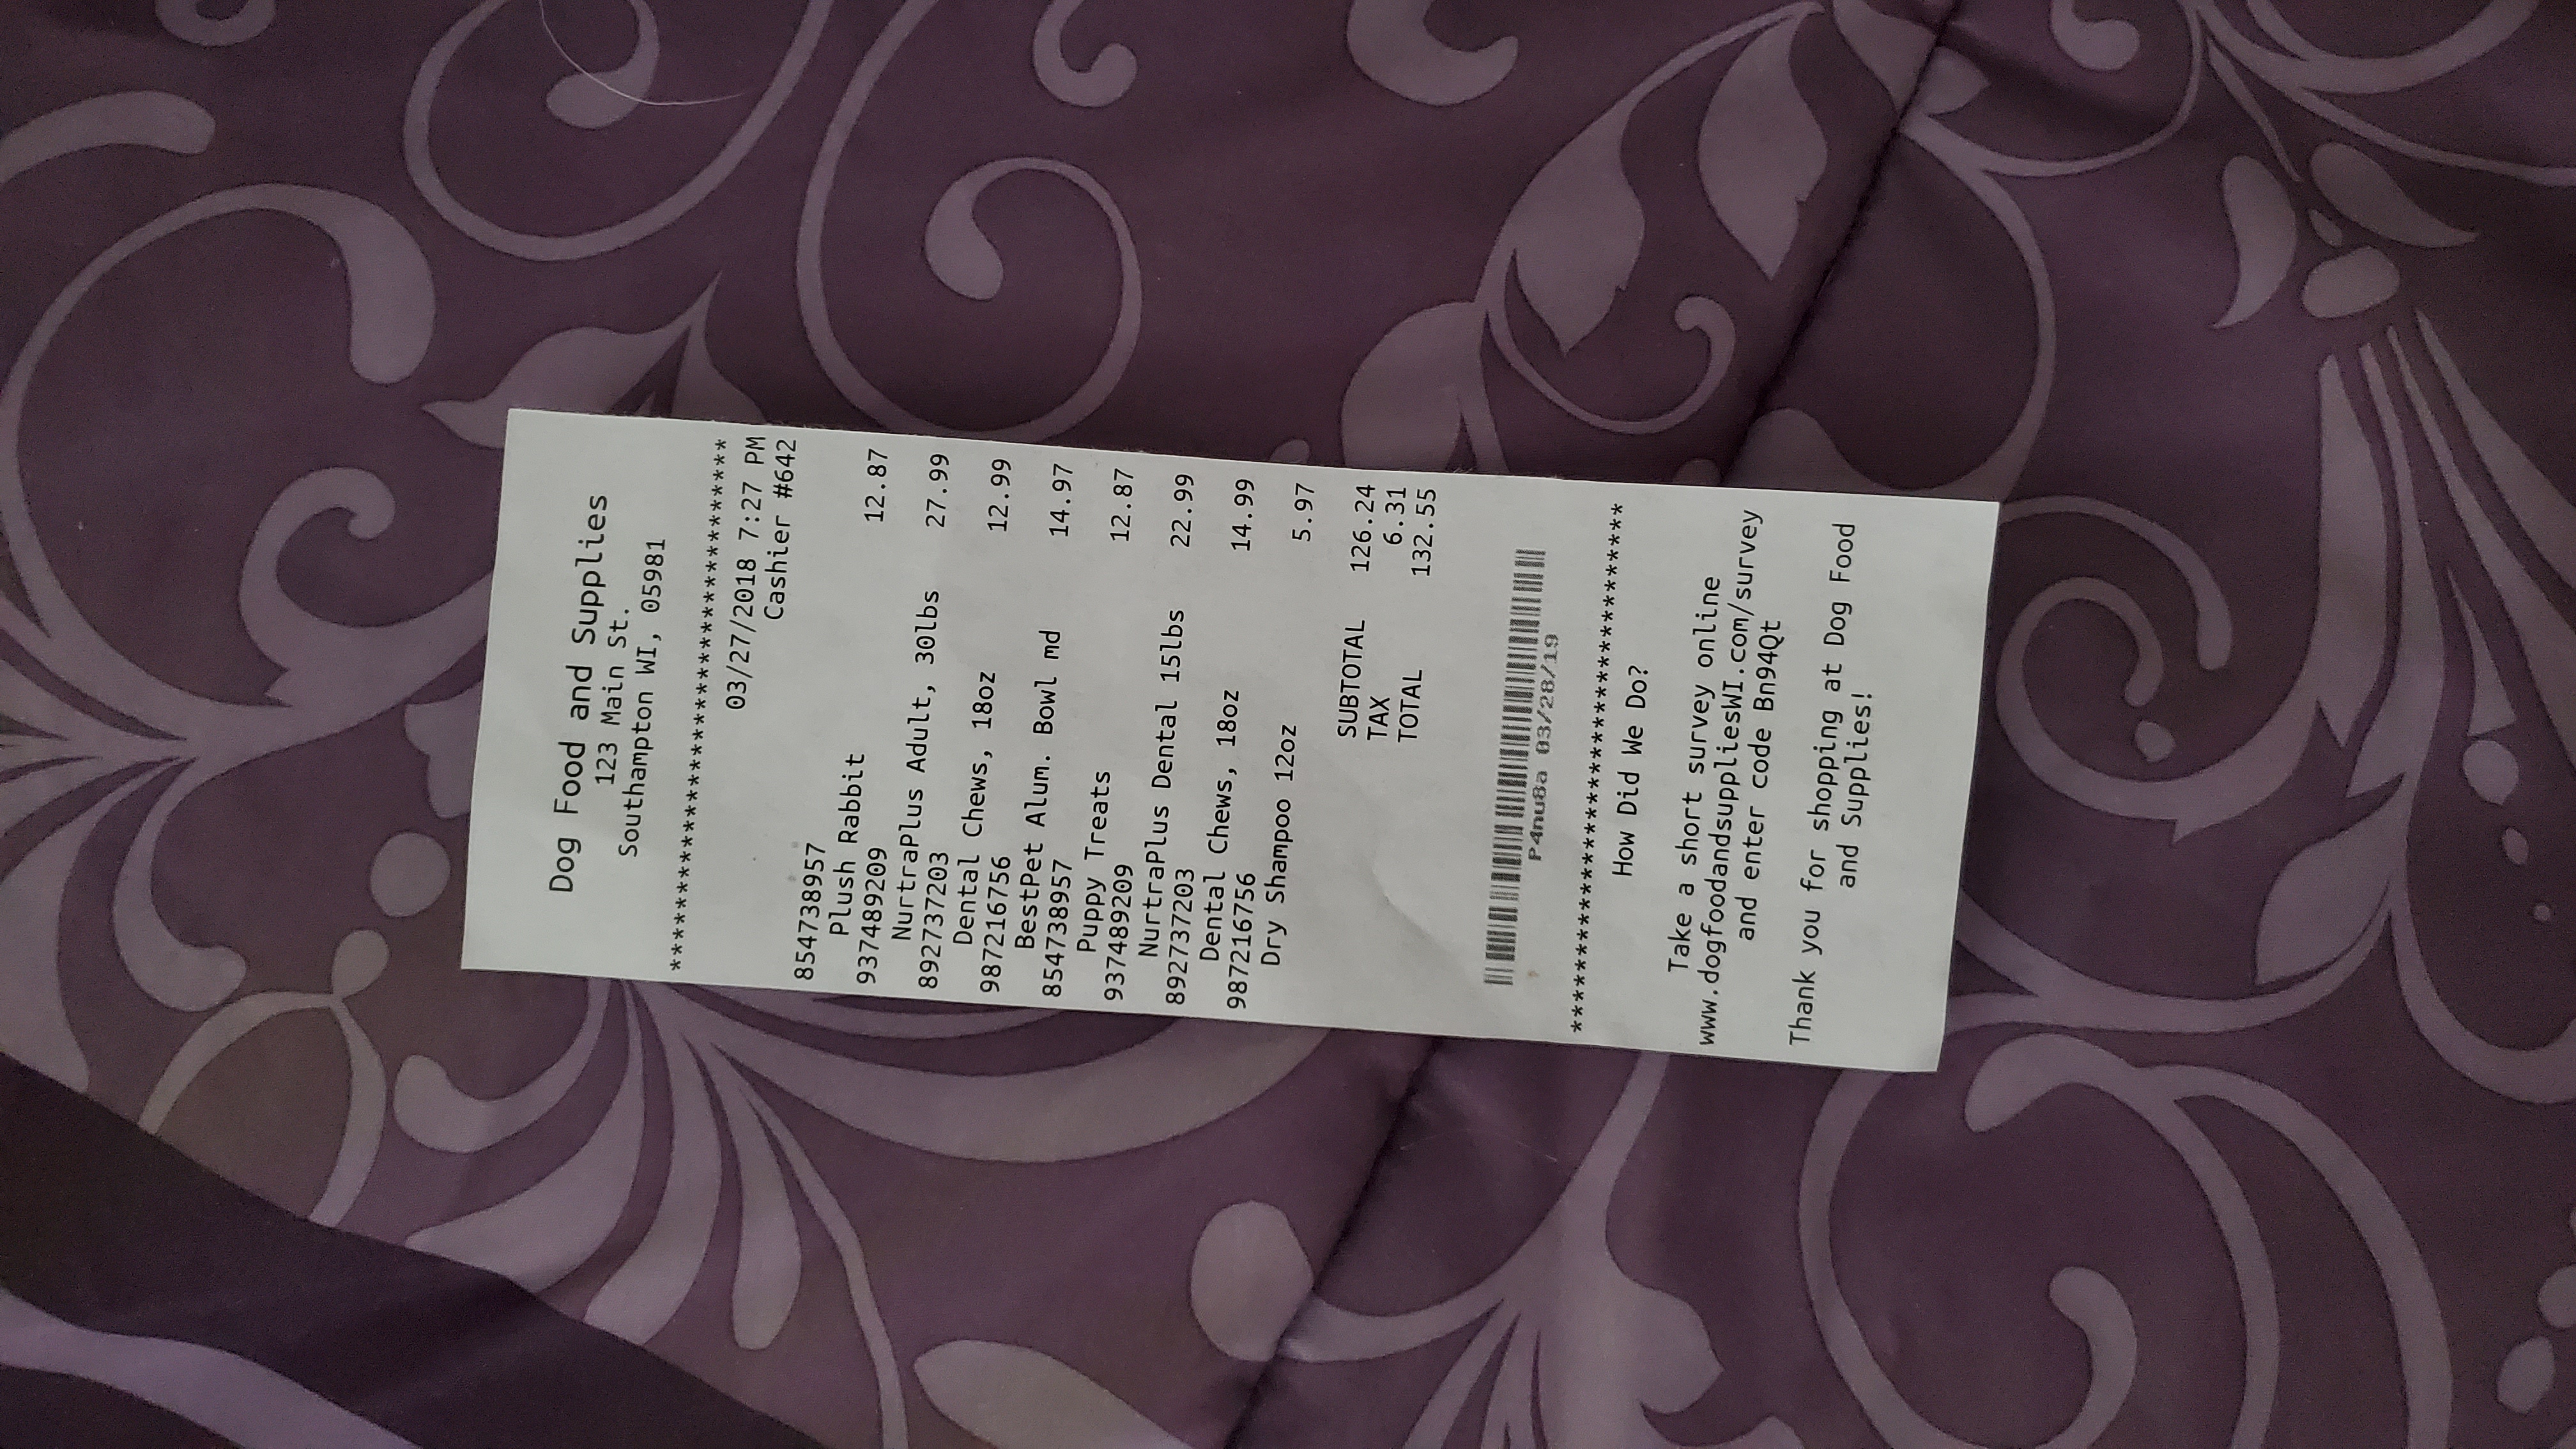 Dog Food and Supplies
123 Main St.
Southampton WI, 05981
***********************************
03/27/2018 7:27 PM
Cashier #642
854738957
Plush Rabbit 12.87
937489209
NurtraPlus Adult, 30lbs 27.99
892737203
Dental Chews, 18oz 12.99
987216756
BestPet Alum. Bowl md 14.97
854738957
Puppy Treats 12.87
937489209
NurtraPlus Dental 15lbs 22.99
892737203
Dental Chews, 18oz 14.99
987216756
Dry Shampoo 12oz 5.97
SUBTOTAL 126.24
TAX 6.31
TOTAL 132.55
P4nu8a 03/28/19
***********************************
How Did We Do?
Take a short survey online
www.dogfoodandsuppliesWI.com/survey
and enter code Bn94Qt
Thank you for shopping at Dog Food
and Supplies!